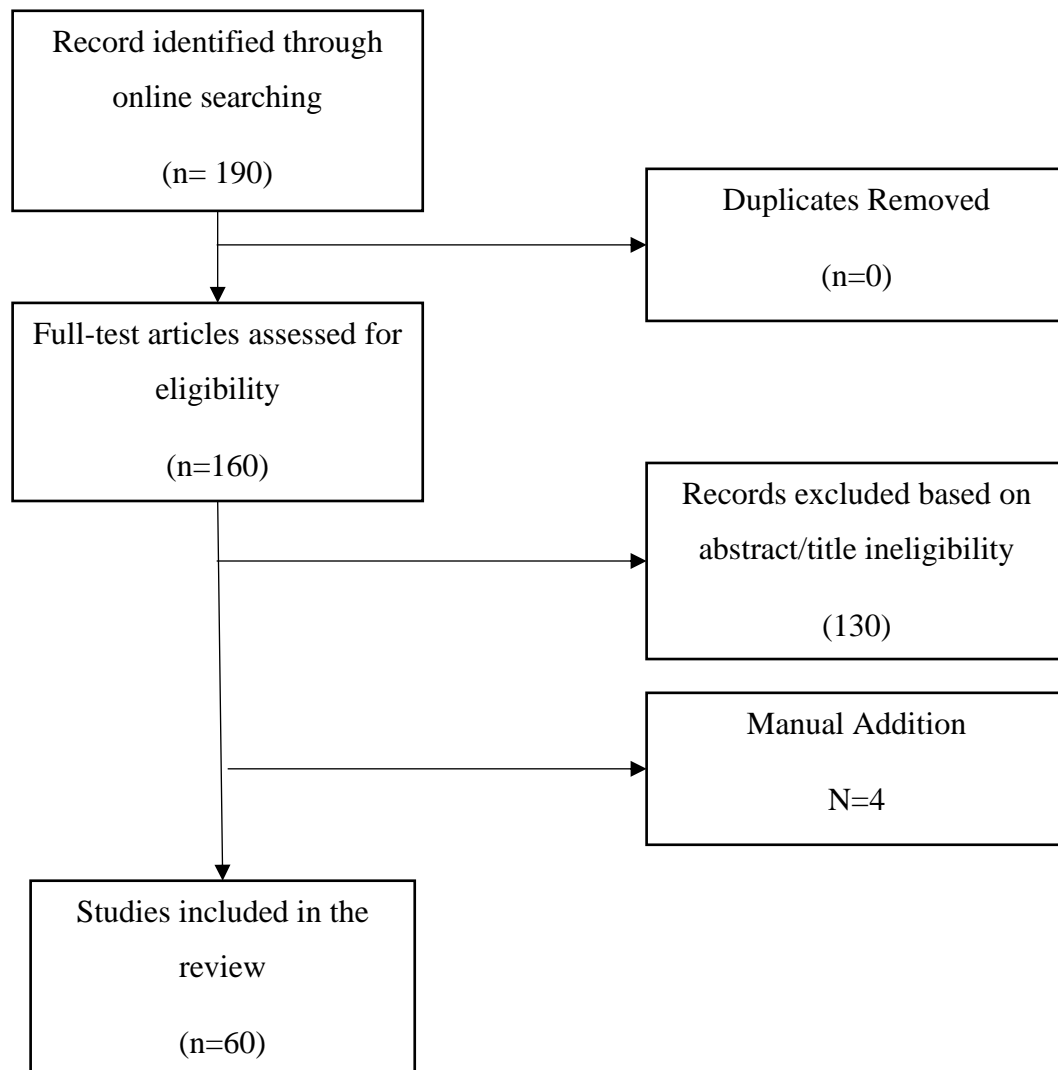 Record identified through
online searching
(n= 190)
Duplicates Removed
(n=0)
Full-test articles assessed for
eligibility
(n=160)
Records excluded based on
abstract/title ineligibility
(130)
Manual Addition
N=4
Studies included in the
review
(n=60)